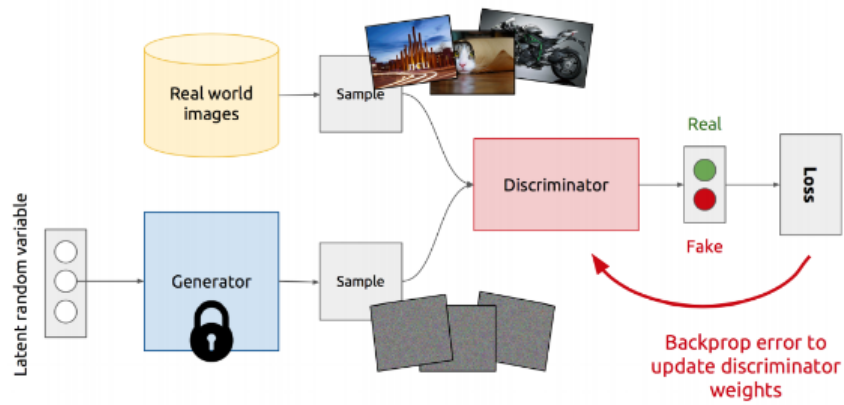 Real world
images
Sample
Real
Discriminator
Loss
Fake
Latent random variable
Generator
Sample
Backprop error to
update discriminator
weights